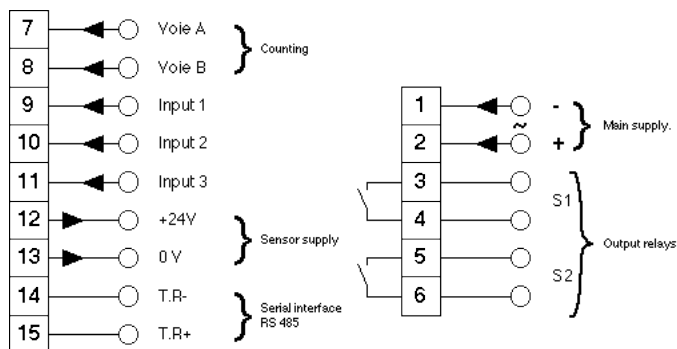 7 Voie A
Counting
8 Voie B
9 Input 1
10 Input 2
11 Input 3
12 +24V
Sensor supply
13 0 V
14 T.R-
Serial interface
RS 485
15 T.R+
1 -
~
Main supply.
2 +
3
S1
4
Output relays
5
S2
6